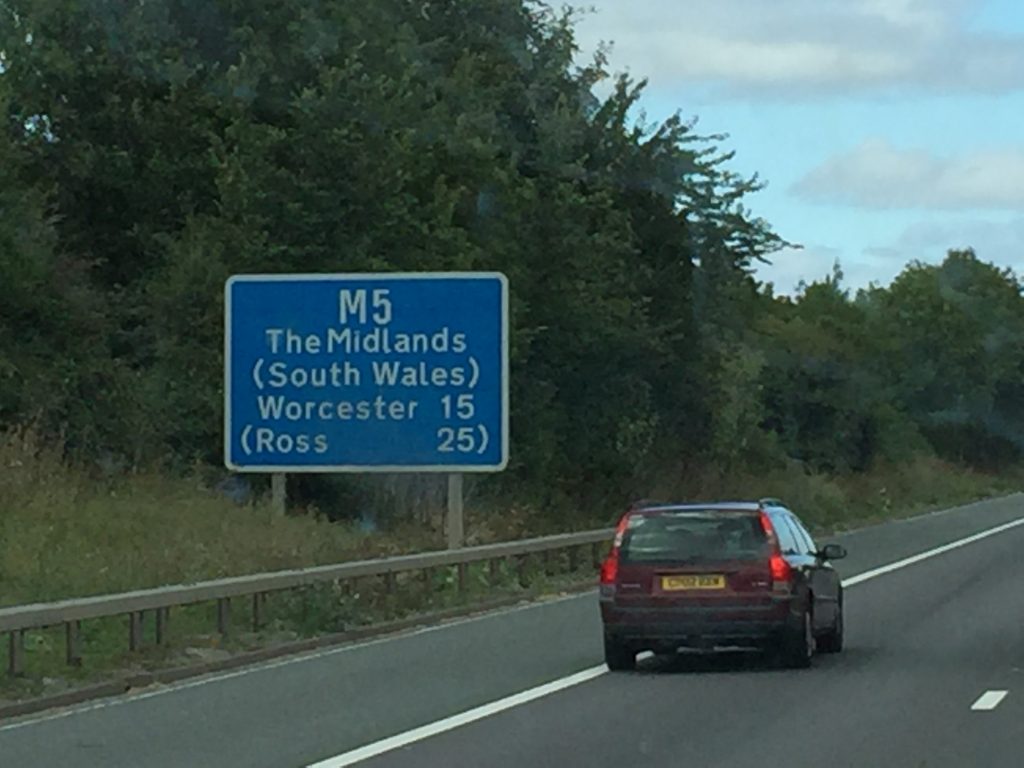 M5
The Midlands
(South Wales)
Worcester 15
(Ross 25)